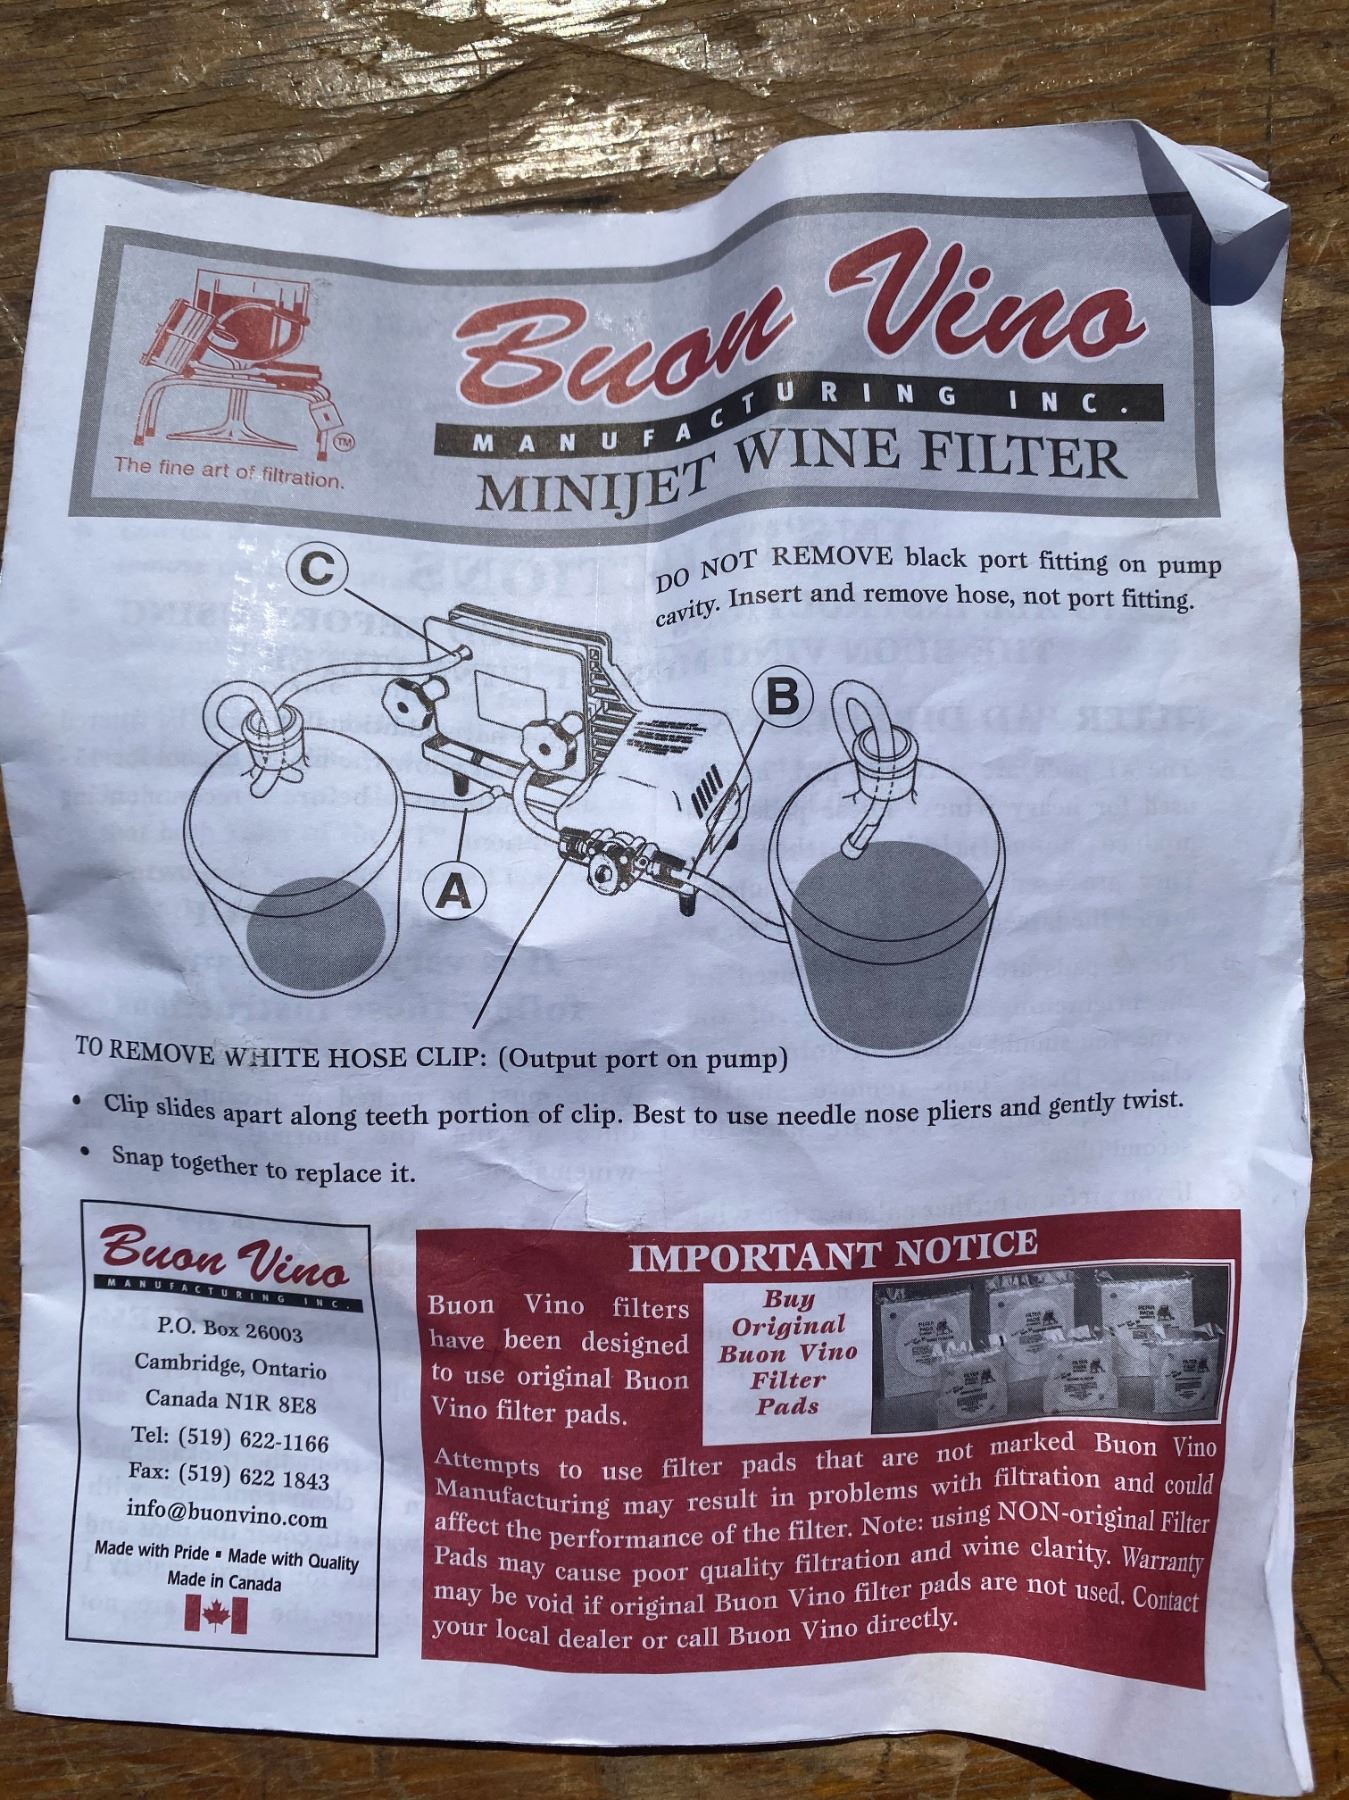 Buon Vino
MANUFACTURING INC.
MINIJET WINE FILTER
TM
The fine art of filtration.
DO NOT REMOVE black port fitting on pump
cavity. Insert and remove hose, not port fitting.
C
B
A
TO REMOVE WHITE HOSE CLIP: (Output port on pump)
• Clip slides apart along teeth portion of clip. Best to use needle nose pliers and gently twist.
• Snap together to replace it.
Buon Vino
MANUFACTURING INC.
P.O. Box 26003
Cambridge, Ontario
Canada N1R 8E8
Tel: (519) 622-1166
Fax: (519) 622 1843
info@buonvino.com
Made with Pride ▪ Made with Quality
Made in Canada
IMPORTANT NOTICE
Buon Vino filters
have been designed
to use original Buon
Vino filter pads.
Buy
Original
Buon Vino
Filter
Pads
Attempts to use filter pads that are not marked Buon Vino
Manufacturing may result in problems with filtration and could
affect the performance of the filter. Note: using NON-original Filter
Pads may cause poor quality filtration and wine clarity. Warranty
may be void if original Buon Vino filter pads are not used. Contact
your local dealer or call Buon Vino directly.